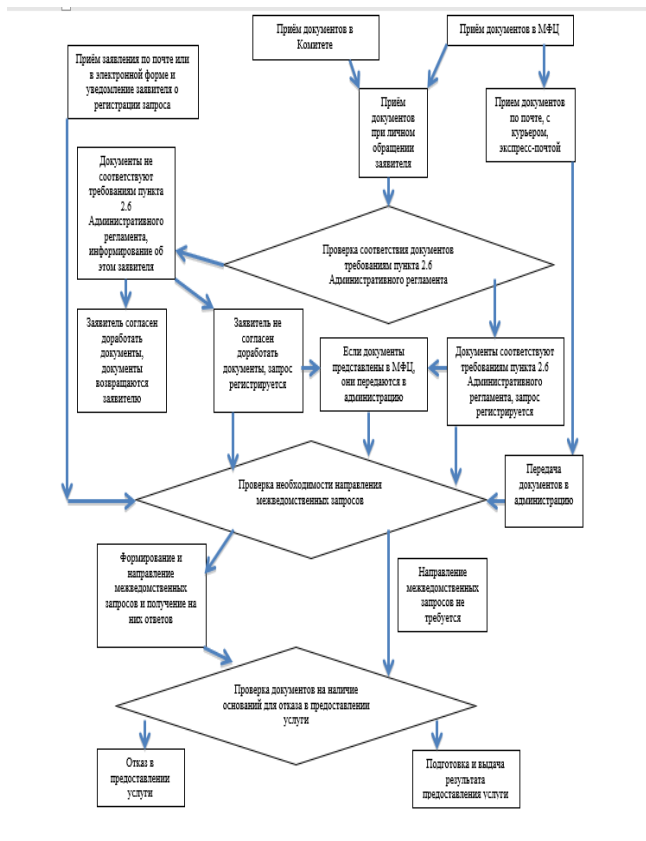 Приём документов в
Комитете
Приём документов в МФЦ
Приём заявления по почте или
в электронной форме и
уведомление заявителя о
регистрации запроса
Приём
документов
при личном
обращении
заявителя
Прием документов
по почте, с
курьером,
экспресс-почтой
Документы не
соответствуют
требованиям пункта
2.6
Административного
регламента,
информирование об
этом заявителя
Проверка соответствия документов
требованиям пункта 2.6
Административного регламента
Заявитель согласен
доработать
документы,
документы
возвращаются
заявителю
Заявитель не
согласен
доработать
документы, запрос
регистрируется
Если документы
представлены в МФЦ,
они передаются в
администрацию
Документы соответствуют
требованиям пункта 2.6
Административного
регламента, запрос
регистрируется
Проверка необходимости направления
межведомственных запросов
Передача
документов в
администрацию
Формирование и
направление
межведомственных
запросов и получение на
них ответов
Направление
межведомственных
запросов не
требуется
Проверка документов на наличие
оснований для отказа в предоставлении
услуги
Отказ в
предоставлении
услуги
Подготовка и выдача
результата
предоставления услуги